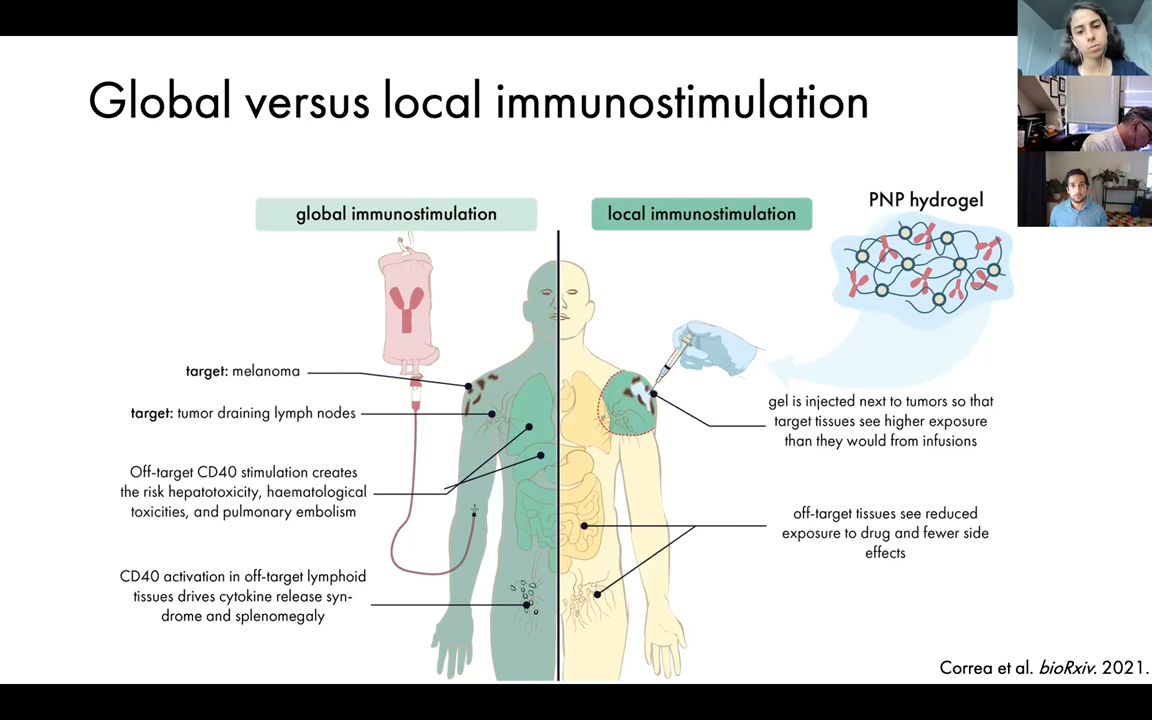 Global versus local immunostimulation
global immunostimulation
local immunostimulation
PNP hydrogel
target: melanoma
target: tumor draining lymph nodes
Off-target CD40 stimulation creates
the risk hepatotoxicity, haematological
toxicities, and pulmonary embolism
CD40 activation in off-target lymphoid
tissues drives cytokine release syn-
drome and splenomegaly
gel is injected next to tumors so that
target tissues see higher exposure
than they would from infusions
off-target tissues see reduced
exposure to drug and fewer side
effects
Correa et al. bioRxiv. 2021.